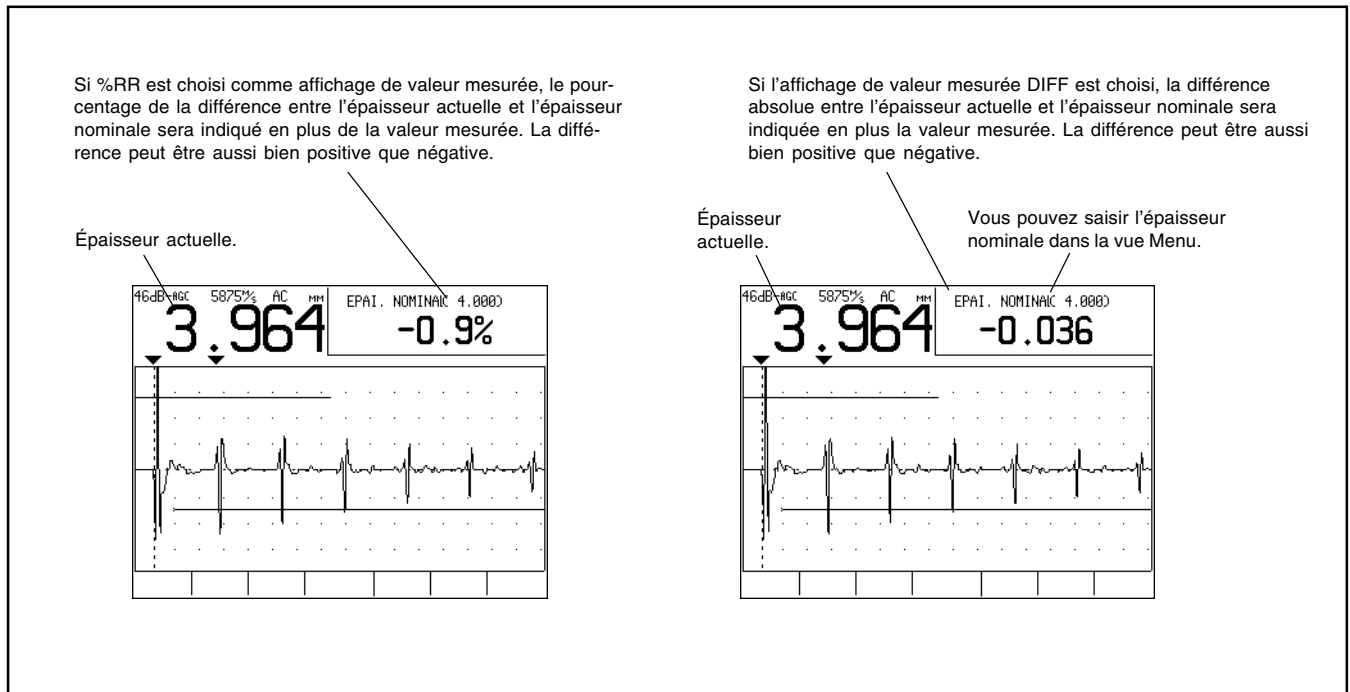 Si %RR est choisi comme affichage de valeur mesurée, le pour-
centage de la différence entre l'épaisseur actuelle et l'épaisseur
nominale sera indiqué en plus de la valeur mesurée. La diffé-
rence peut être aussi bien positive que négative.
Épaisseur actuelle.
46dB-AGC 5875M/s AC MM
3.964
EPAI. NOMINAL( 4.000)
-0.9%
Si l'affichage de valeur mesurée DIFF est choisi, la différence
absolue entre l'épaisseur actuelle et l'épaisseur nominale sera
indiquée en plus la valeur mesurée. La différence peut être aussi
bien positive que négative.
Épaisseur
actuelle.
Vous pouvez saisir l'épaisseur
nominale dans la vue Menu.
46dB-AGC 5875M/s AC MM
3.964
EPAI. NOMINAL( 4.000)
-0.036